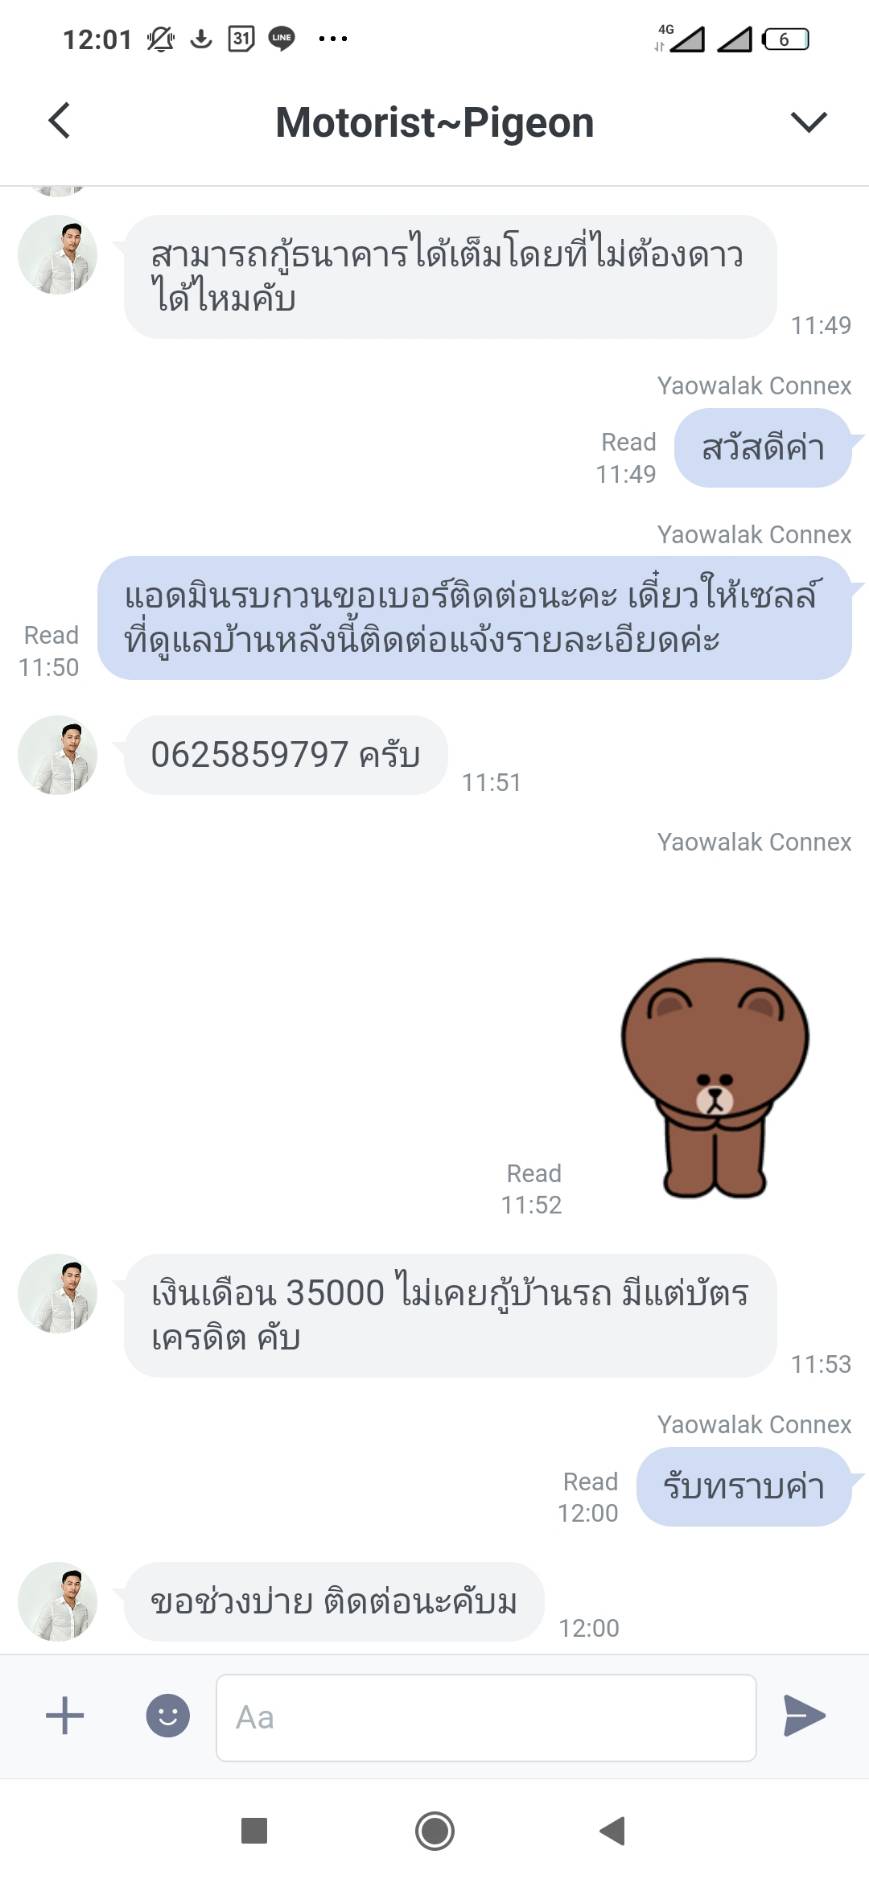 12:01
31
LINE
4G
6
Motorist~Pigeon
สามารถกู้ธนาคารได้เต็มโดยที่ไม่ต้องดาว
ได้ไหมคับ
11:49
Yaowalak Connex
สวัสดีค่า
Read
11:49
Yaowalak Connex
แอดมินรบกวนขอเบอร์ติดต่อนะคะ เดี๋ยวให้เซลล์
ที่ดูแลบ้านหลังนี้ติดต่อแจ้งรายละเอียดค่ะ
Read
11:50
0625859797 ครับ
11:51
Yaowalak Connex
Read
11:52
เงินเดือน 35000 ไม่เคยกู้บ้านรถ มีแต่บัตร
เครดิต คับ
11:53
Yaowalak Connex
รับทราบค่า
Read
12:00
ขอช่วงบ่าย ติดต่อนะคับม
12:00
Aa